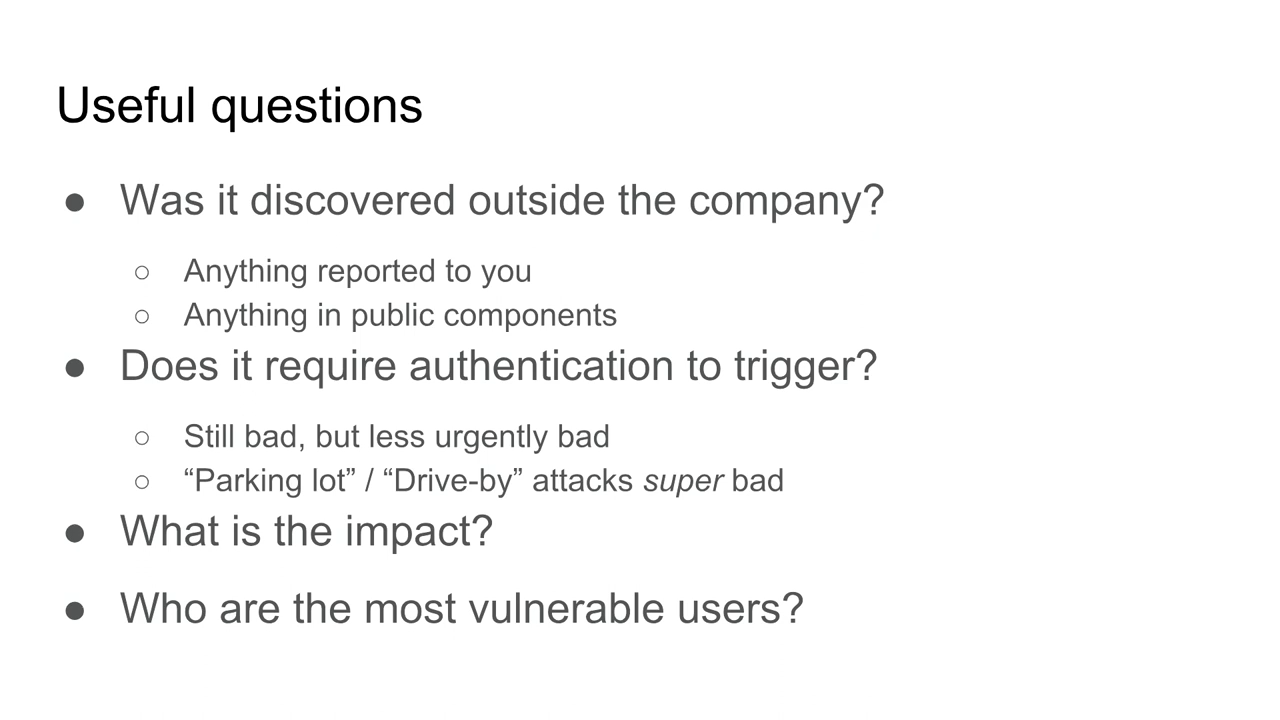 Useful questions
● Was it discovered outside the company?
○ Anything reported to you
○ Anything in public components
● Does it require authentication to trigger?
○ Still bad, but less urgently bad
○ “Parking lot” / “Drive-by” attacks super bad
● What is the impact?
● Who are the most vulnerable users?